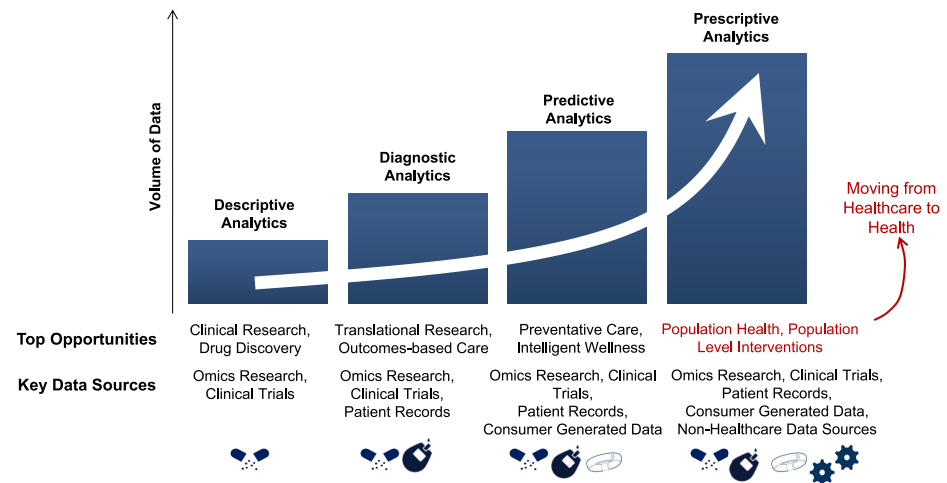 Prescriptive
Analytics
Predictive
Analytics
Diagnostic
Analytics
Descriptive
Analytics
Volume of Data
Moving from
Healthcare to
Health
Top Opportunities
Clinical Research,
Drug Discovery
Translational Research,
Outcomes-based Care
Preventative Care,
Intelligent Wellness
Population Health, Population
Level Interventions
Key Data Sources
Omics Research,
Clinical Trials
Omics Research,
Clinical Trials,
Patient Records
Omics Research, Clinical
Trials,
Patient Records,
Consumer Generated Data
Omics Research, Clinical Trials,
Patient Records,
Consumer Generated Data,
Non-Healthcare Data Sources